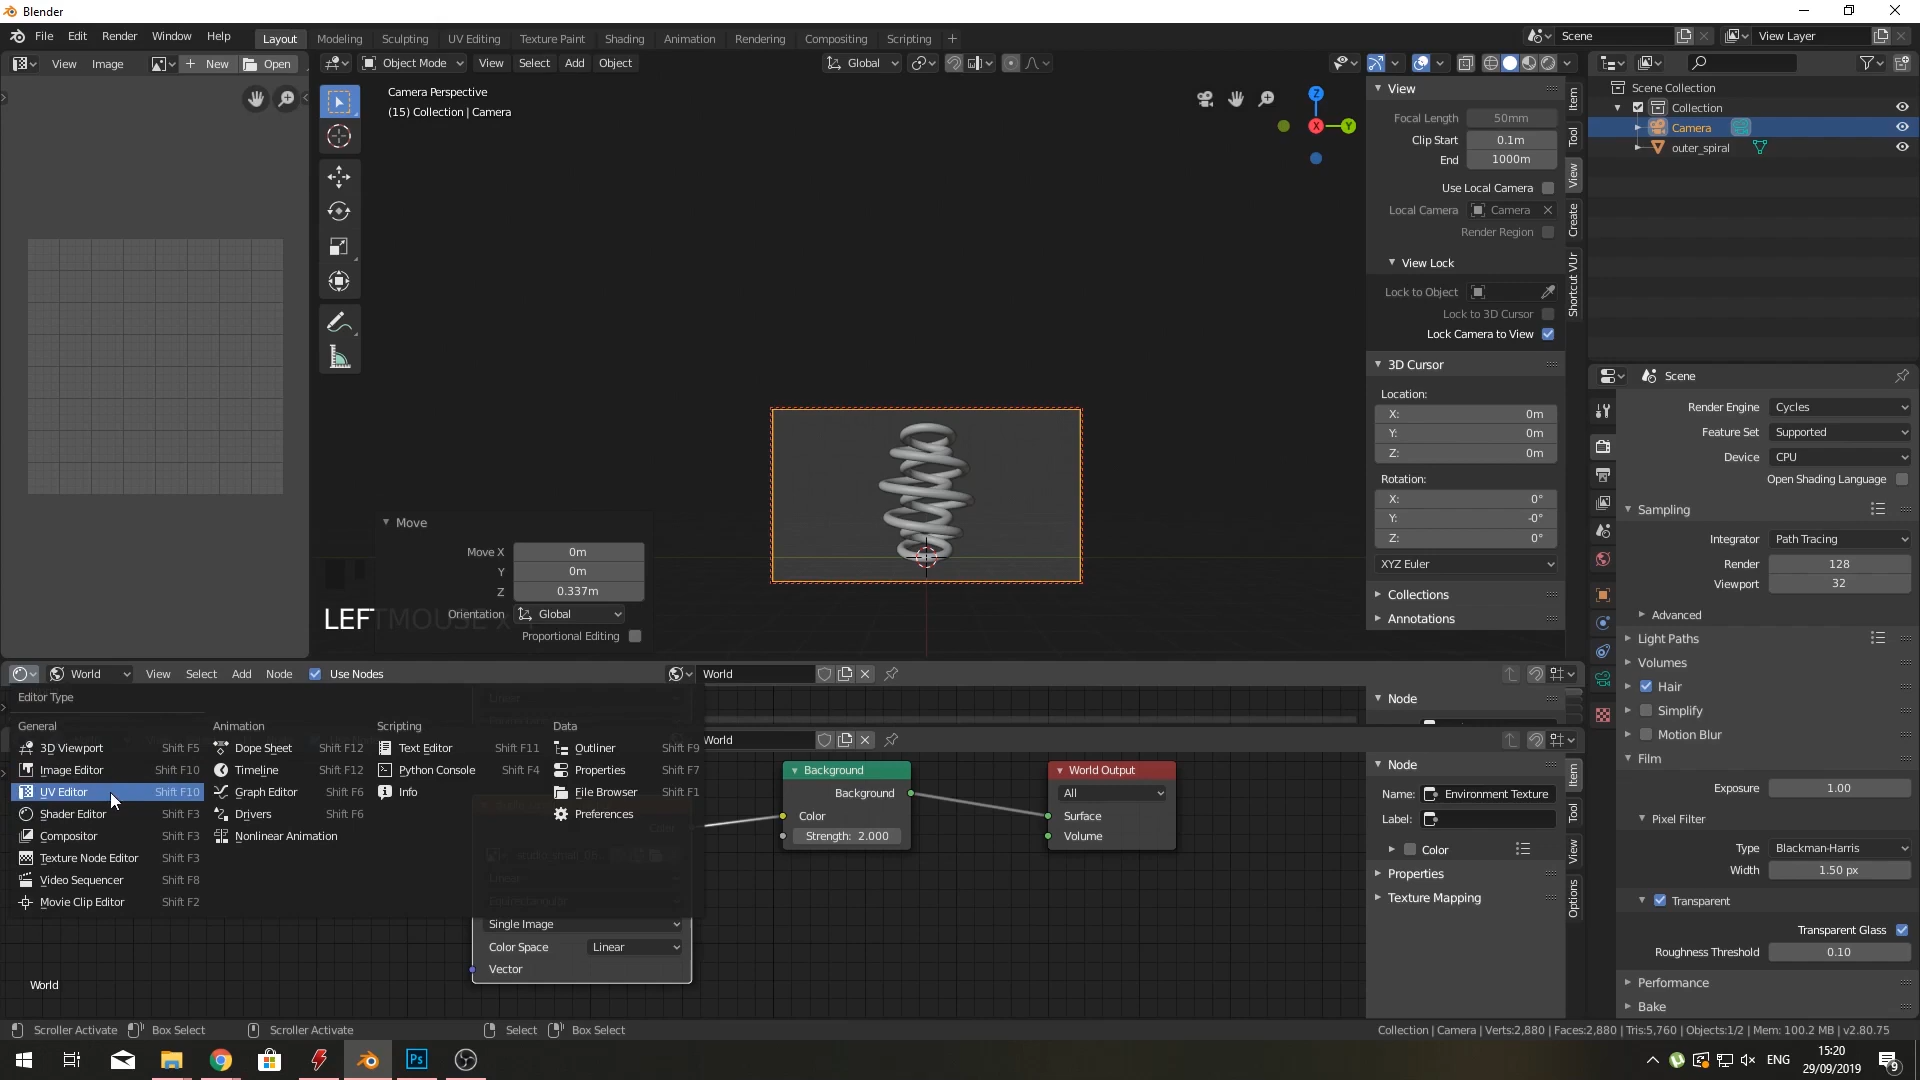 Blender
File Edit Render Window Help
Layout Modeling Sculpting UV Editing Texture Paint Shading Animation Rendering Compositing Scripting
Scene View Layer
View Image New Open
Object Mode View Select Add Object
Global
Camera Perspective
(15) Collection | Camera
View
Focal Length 50mm
Clip Start 0.1m
End 1000m
Use Local Camera
Local Camera Camera
Render Region
View Lock
Lock to Object
Lock to 3D Cursor
Lock Camera to View
3D Cursor
Location:
X: 0m
Y: 0m
Z: 0m
Rotation:
X: 0°
Y: -0°
Z: 0°
XYZ Euler
Collections
Annotations
Item
Tool
View
Create
Shortcut VUr
Scene Collection
Collection
Camera
outer_spiral
Scene
Render Engine Cycles
Feature Set Supported
Device CPU
Open Shading Language
Sampling
Integrator Path Tracing
Render 128
Viewport 32
Advanced
Light Paths
Volumes
Hair
Simplify
Motion Blur
Film
Exposure 1.00
Pixel Filter
Type Blackman-Harris
Width 1.50 px
Transparent
Transparent Glass
Roughness Threshold 0.10
Performance
Bake
Move
Move X 0m
Y 0m
Z 0.337m
Orientation Global
Proportional Editing
LEFTMOUSE x
World View Select Add Node Use Nodes World
Editor Type
General Animation Scripting Data
3D Viewport Shift F5 Dope Sheet Shift F12 Text Editor Shift F11 Outliner Shift F9
Image Editor Shift F10 Timeline Shift F12 Python Console Shift F4 Properties Shift F7
UV Editor Shift F10 Graph Editor Shift F6 Info File Browser Shift F1
Shader Editor Shift F3 Drivers Shift F6 Preferences
Compositor Shift F3 Nonlinear Animation
Texture Node Editor Shift F3
Video Sequencer Shift F8
Movie Clip Editor Shift F2
World
Background
Background
Color
Strength: 2.000
World Output
All
Surface
Volume
Single Image
Color Space Linear
Vector
World
Node
Node
Name: Environment Texture
Label:
Color
Properties
Texture Mapping
Item
Tool
View
Options
Scroller Activate Box Select Scroller Activate Select Box Select
Collection | Camera | Verts:2,880 | Faces:2,880 | Tris:5,760 | Objects:1/2 | Mem: 100.2 MB | v2.80.75
Ps
ENG
15:20
29/09/2019
9